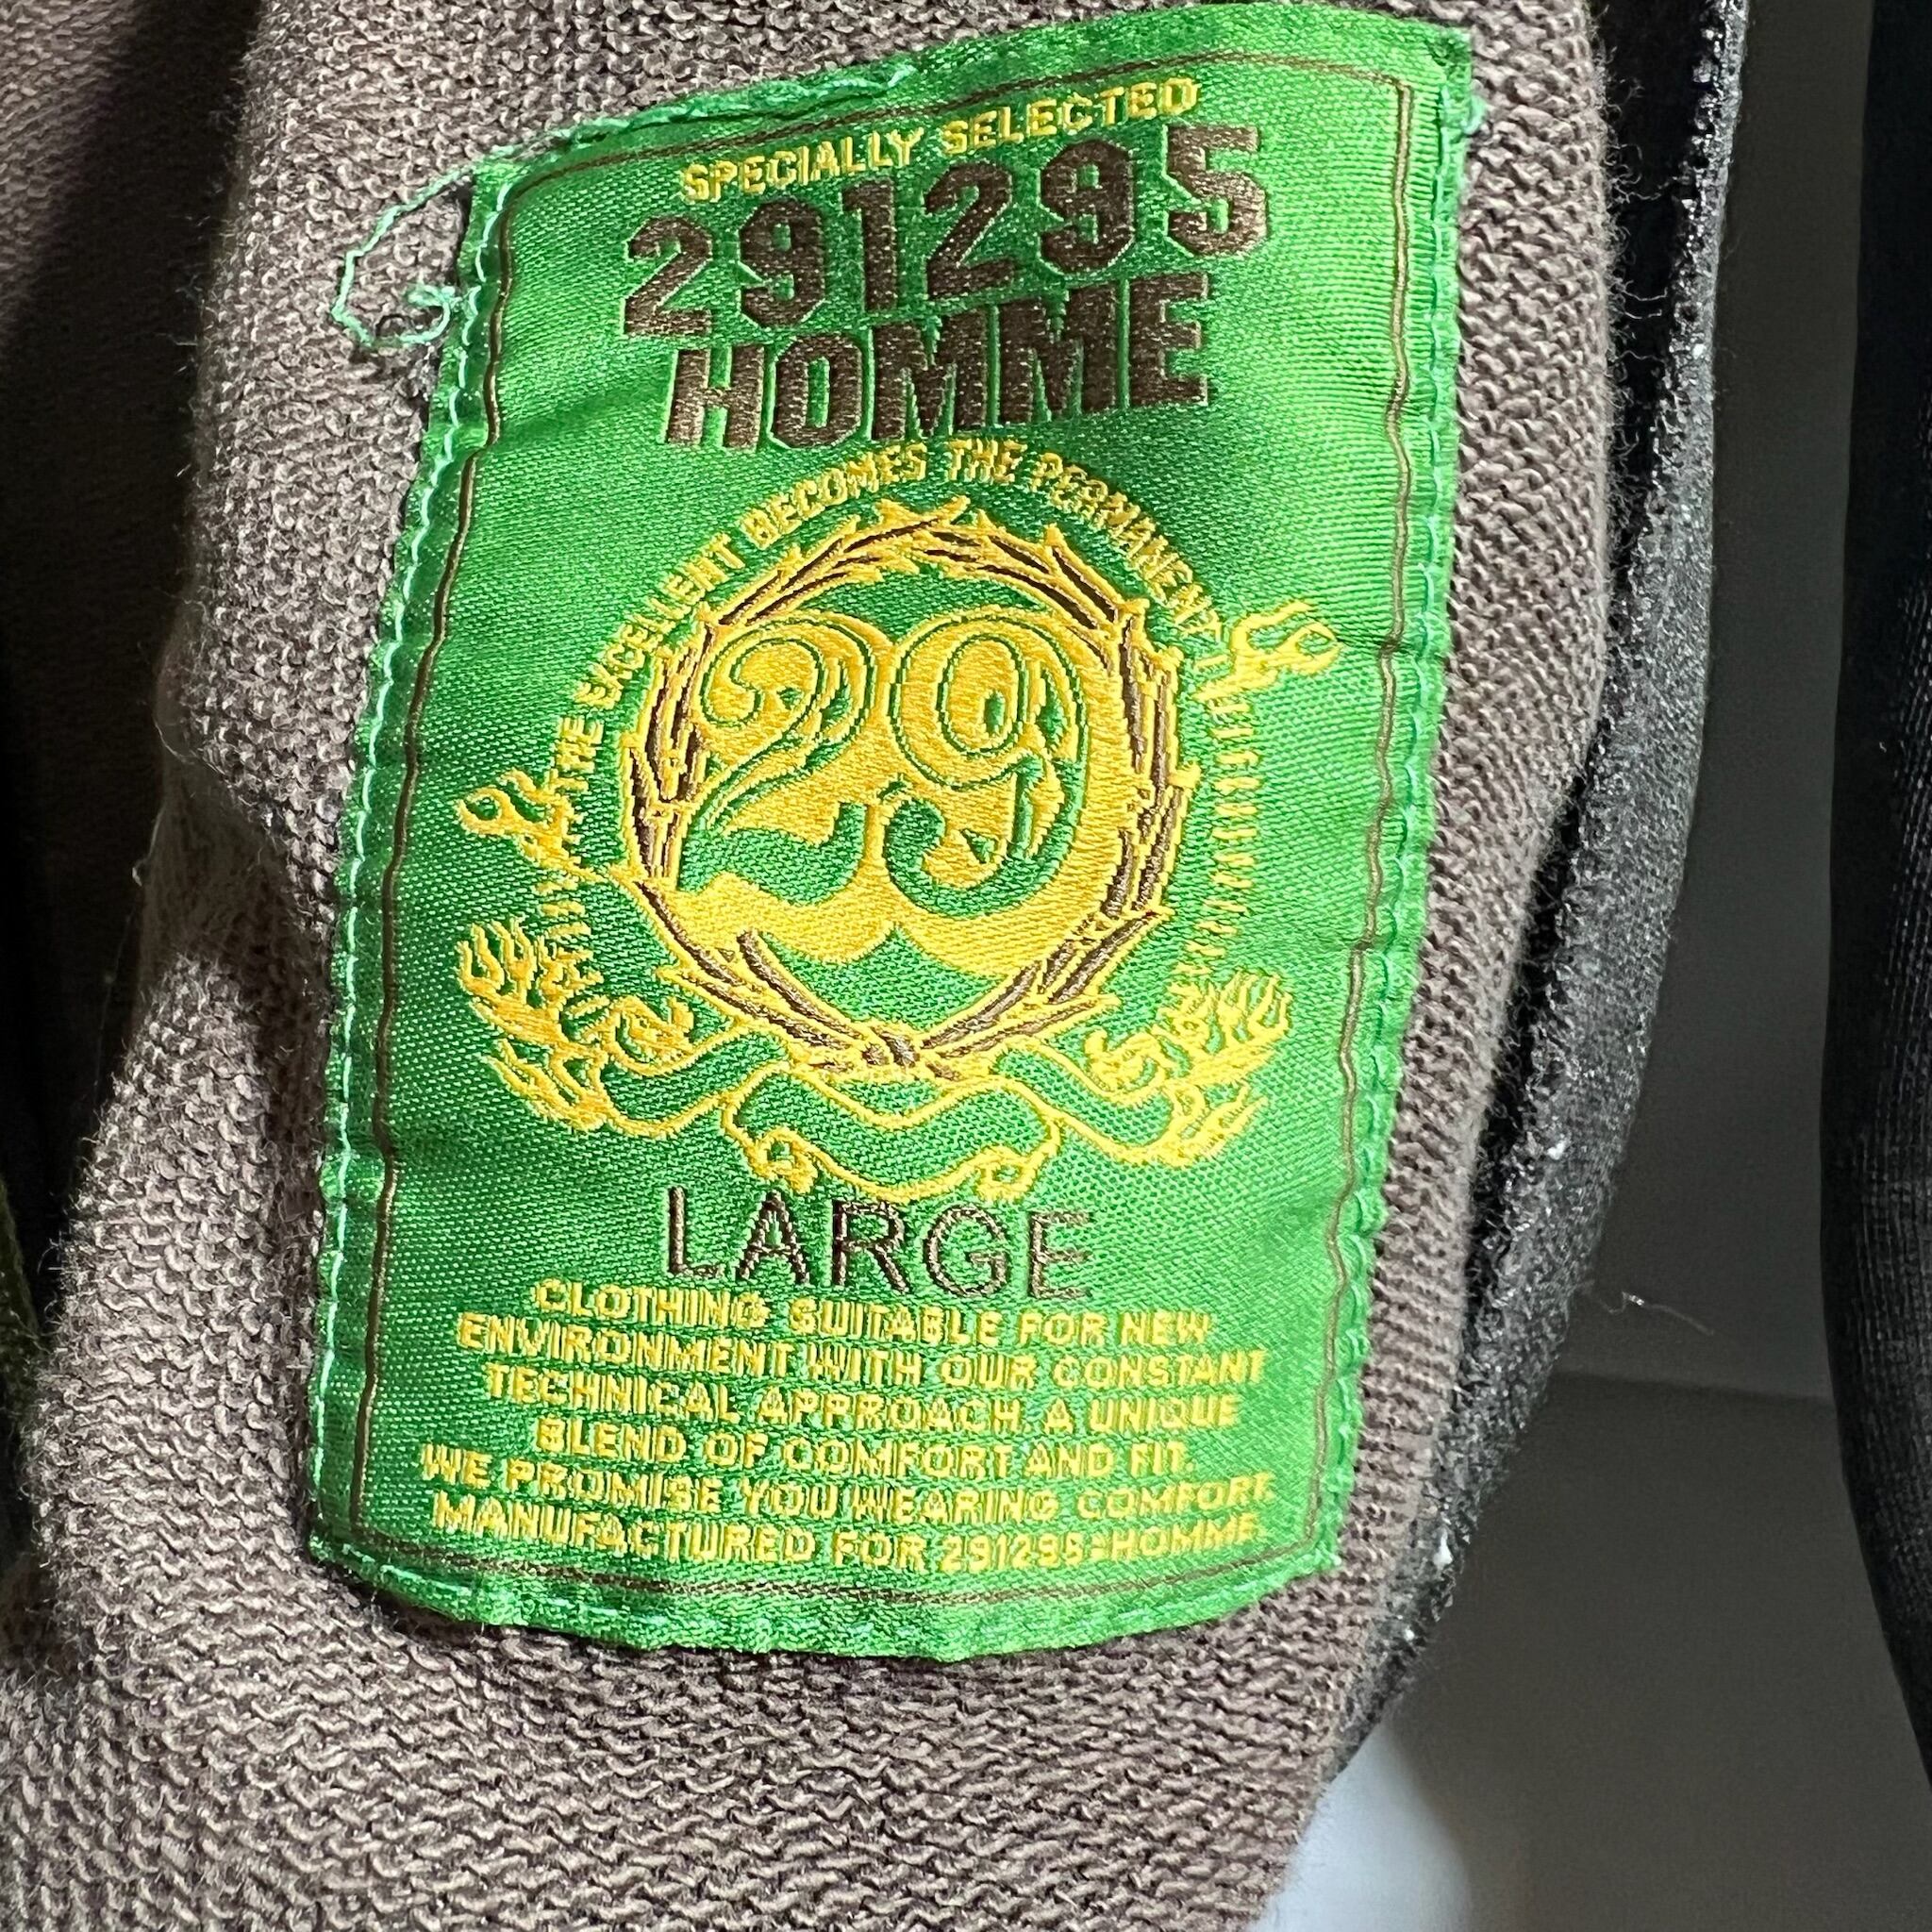 SPECIALLY SELECTED
291295
HOMME
THE EXCELLENT BECOMES THE PERMANENT
29
LARGE
CLOTHING SUITABLE FOR NEW
ENVIRONMENT WITH OUR CONSTANT
TECHNICAL APPROACH. A UNIQUE
BLEND OF COMFORT AND FIT.
WE PROMISE YOU WEARING COMFORT
MANUFACTURED FOR 291295=HOMME.